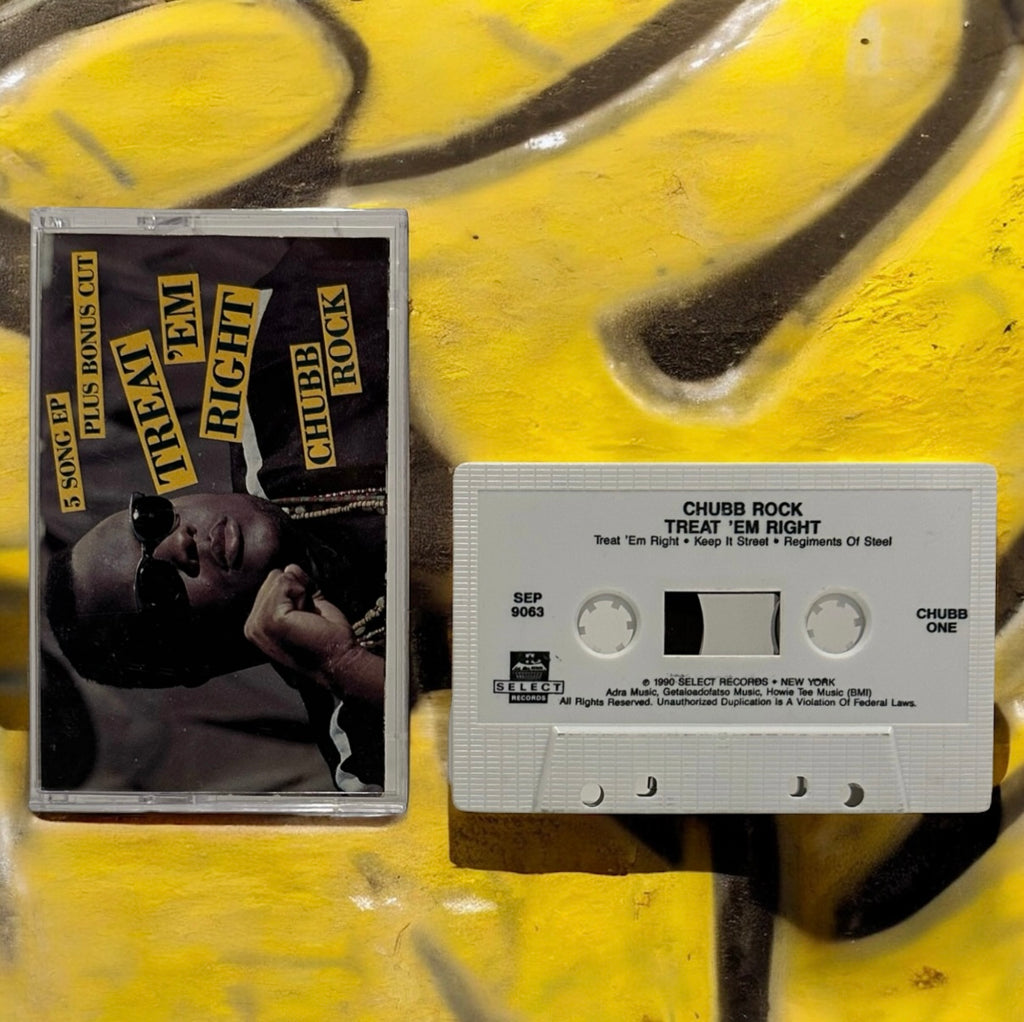 5 SONG EP
PLUS BONUS CUT
TREAT
'EM
RIGHT
CHUBB
ROCK
CHUBB ROCK
TREAT 'EM RIGHT
Treat 'Em Right • Keep It Street • Regiments Of Steel
SEP
9063
CHUBB
ONE
SELECT
RECORDS
℗ 1990 SELECT RECORDS • NEW YORK
Adra Music, Getaloadofatso Music, Howie Tee Music (BMI)
All Rights Reserved. Unauthorized Duplication Is A Violation Of Federal Laws.